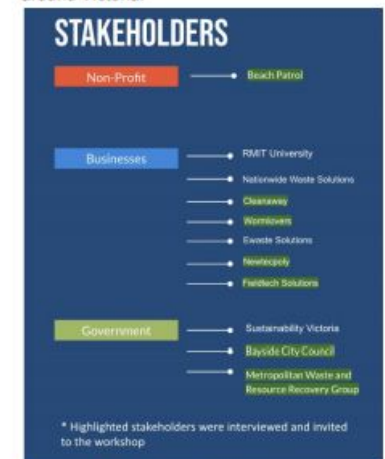 STAKEHOLDERS
Non-Profit
Beach Patrol
Businesses
RMIT University
Nationwide Waste Solutions
Cleanaway
Wormlovers
Ewaste Solutions
Newtecpoly
Fieldtech Solutions
Government
Sustainability Victoria
Bayside City Council
Metropolitan Waste and
Resource Recovery Group
* Highlighted stakeholders were interviewed and invited
to the workshop